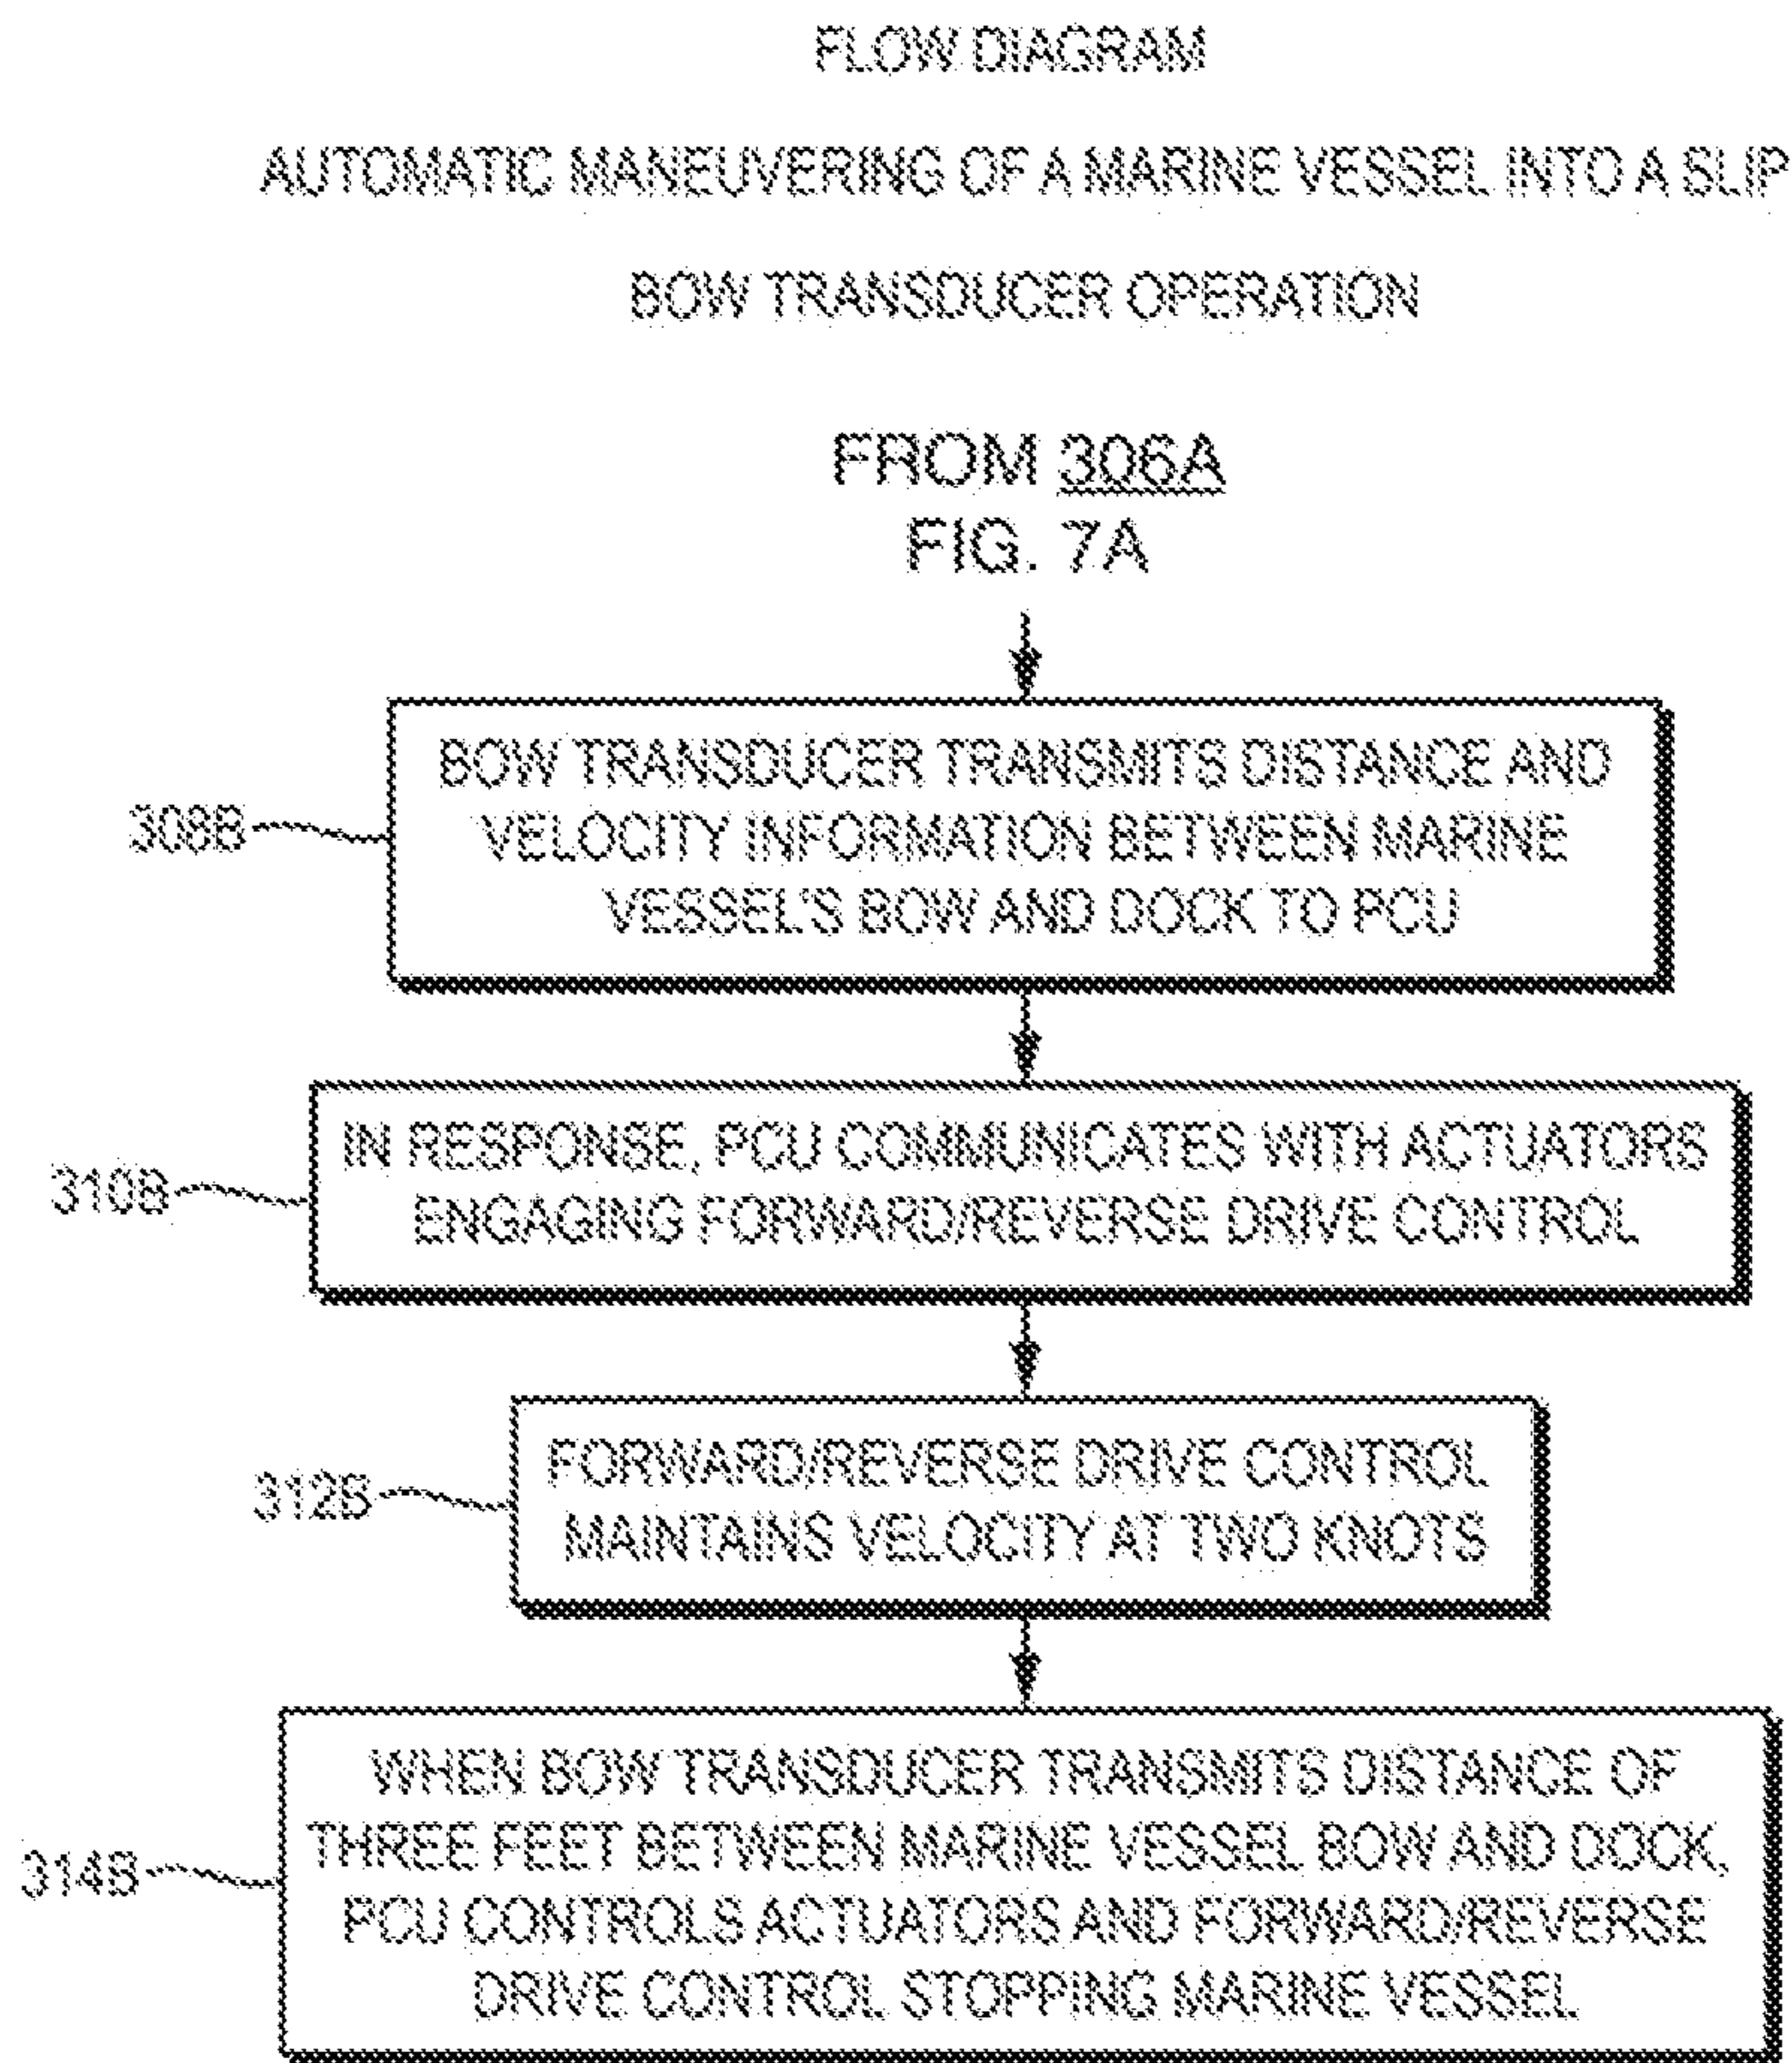 FLOW DIAGRAM
AUTOMATIC MANEUVERING OF A MARINE VESSEL INTO A SLIP
BOW TRANSDUCER OPERATION
FROM 306A
FIG. 7A
308B
BOW TRANSDUCER TRANSMITS DISTANCE AND
VELOCITY INFORMATION BETWEEN MARINE
VESSEL'S BOW AND DOCK TO PCU
310B
IN RESPONSE, PCU COMMUNICATES WITH ACTUATORS
ENGAGING FORWARD/REVERSE DRIVE CONTROL
312B
FORWARD/REVERSE DRIVE CONTROL
MAINTAINS VELOCITY AT TWO KNOTS
314B
WHEN BOW TRANSDUCER TRANSMITS DISTANCE OF
THREE FEET BETWEEN MARINE VESSEL BOW AND DOCK,
PCU CONTROLS ACTUATORS AND FORWARD/REVERSE
DRIVE CONTROL STOPPING MARINE VESSEL